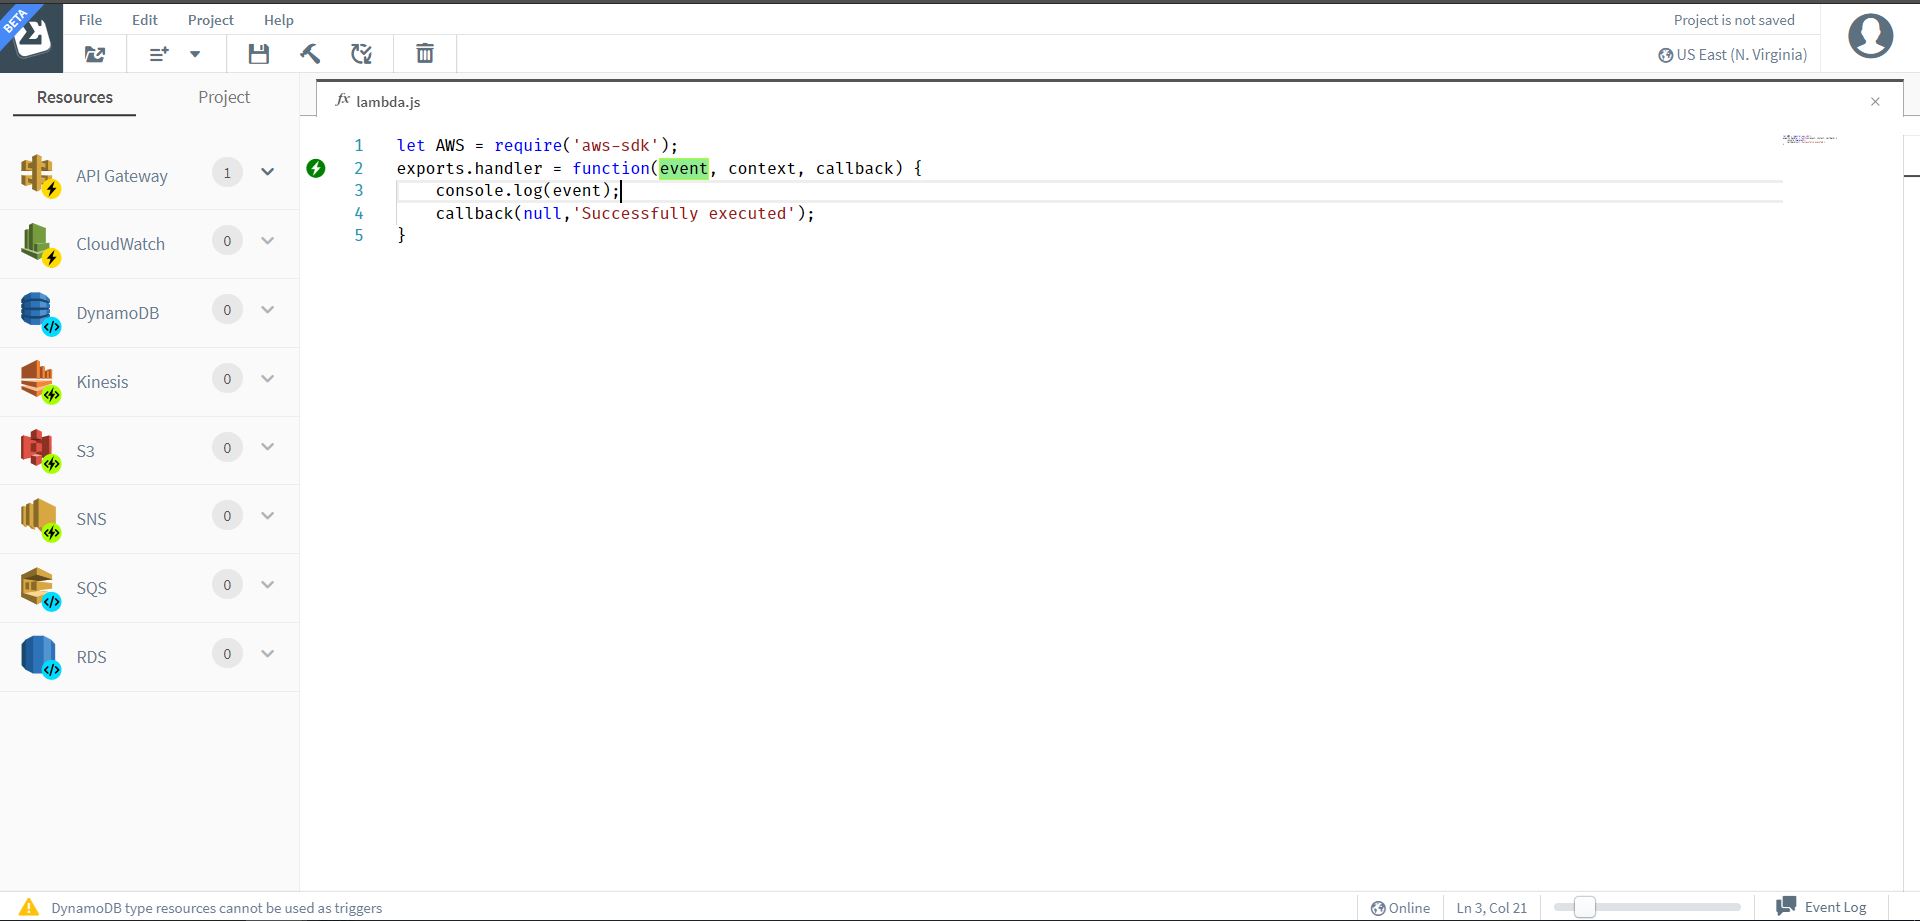 BETA
File Edit Project Help
Project is not saved
US East (N. Virginia)
Resources Project
fx lambda.js ×
API Gateway 1
CloudWatch 0
DynamoDB 0
Kinesis 0
S3 0
SNS 0
SQS 0
RDS 0
1 let AWS = require('aws-sdk');
2 exports.handler = function(event, context, callback) {
3 console.log(event);
4 callback(null,'Successfully executed');
5 }
DynamoDB type resources cannot be used as triggers
Online Ln 3, Col 21 Event Log